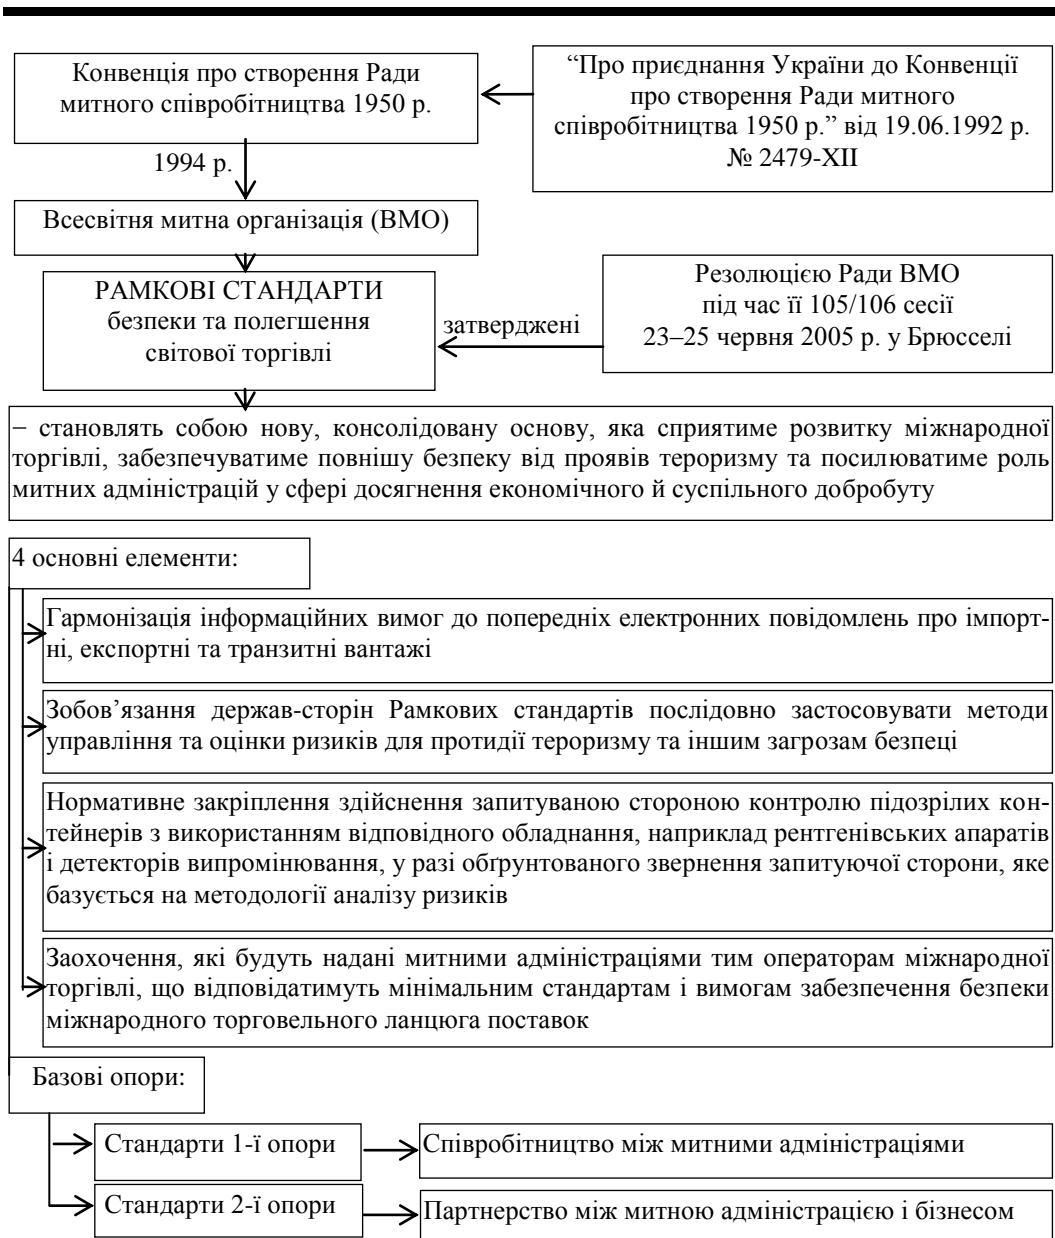 Конвенція про створення Ради
митного співробітництва 1950 р.
“Про приєднання України до Конвенції
про створення Ради митного
співробітництва 1950 р.” від 19.06.1992 р.
№ 2479-XII
1994 р.
Всесвітня митна організація (ВМО)
РАМКОВІ СТАНДАРТИ
безпеки та полегшення
світової торгівлі
затверджені
Резолюцією Ради ВМО
під час її 105/106 сесії
23–25 червня 2005 р. у Брюсселі
− становлять собою нову, консолідовану основу, яка сприятиме розвитку міжнародної
торгівлі, забезпечуватиме повнішу безпеку від проявів тероризму та посилюватиме роль
митних адміністрацій у сфері досягнення економічного й суспільного добробуту
4 основні елементи:
Гармонізація інформаційних вимог до попередніх електронних повідомлень про імпорт-
ні, експортні та транзитні вантажі
Зобов’язання держав-сторін Рамкових стандартів послідовно застосовувати методи
управління та оцінки ризиків для протидії тероризму та іншим загрозам безпеці
Нормативне закріплення здійснення запитуваною стороною контролю підозрілих кон-
тейнерів з використанням відповідного обладнання, наприклад рентгенівських апаратів
і детекторів випромінювання, у разі обґрунтованого звернення запитуючої сторони, яке
базується на методології аналізу ризиків
Заохочення, які будуть надані митними адміністраціями тим операторам міжнародної
торгівлі, що відповідатимуть мінімальним стандартам і вимогам забезпечення безпеки
міжнародного торговельного ланцюга поставок
Базові опори:
Стандарти 1-ї опори
Співробітництво між митними адміністраціями
Стандарти 2-ї опори
Партнерство між митною адміністрацією і бізнесом